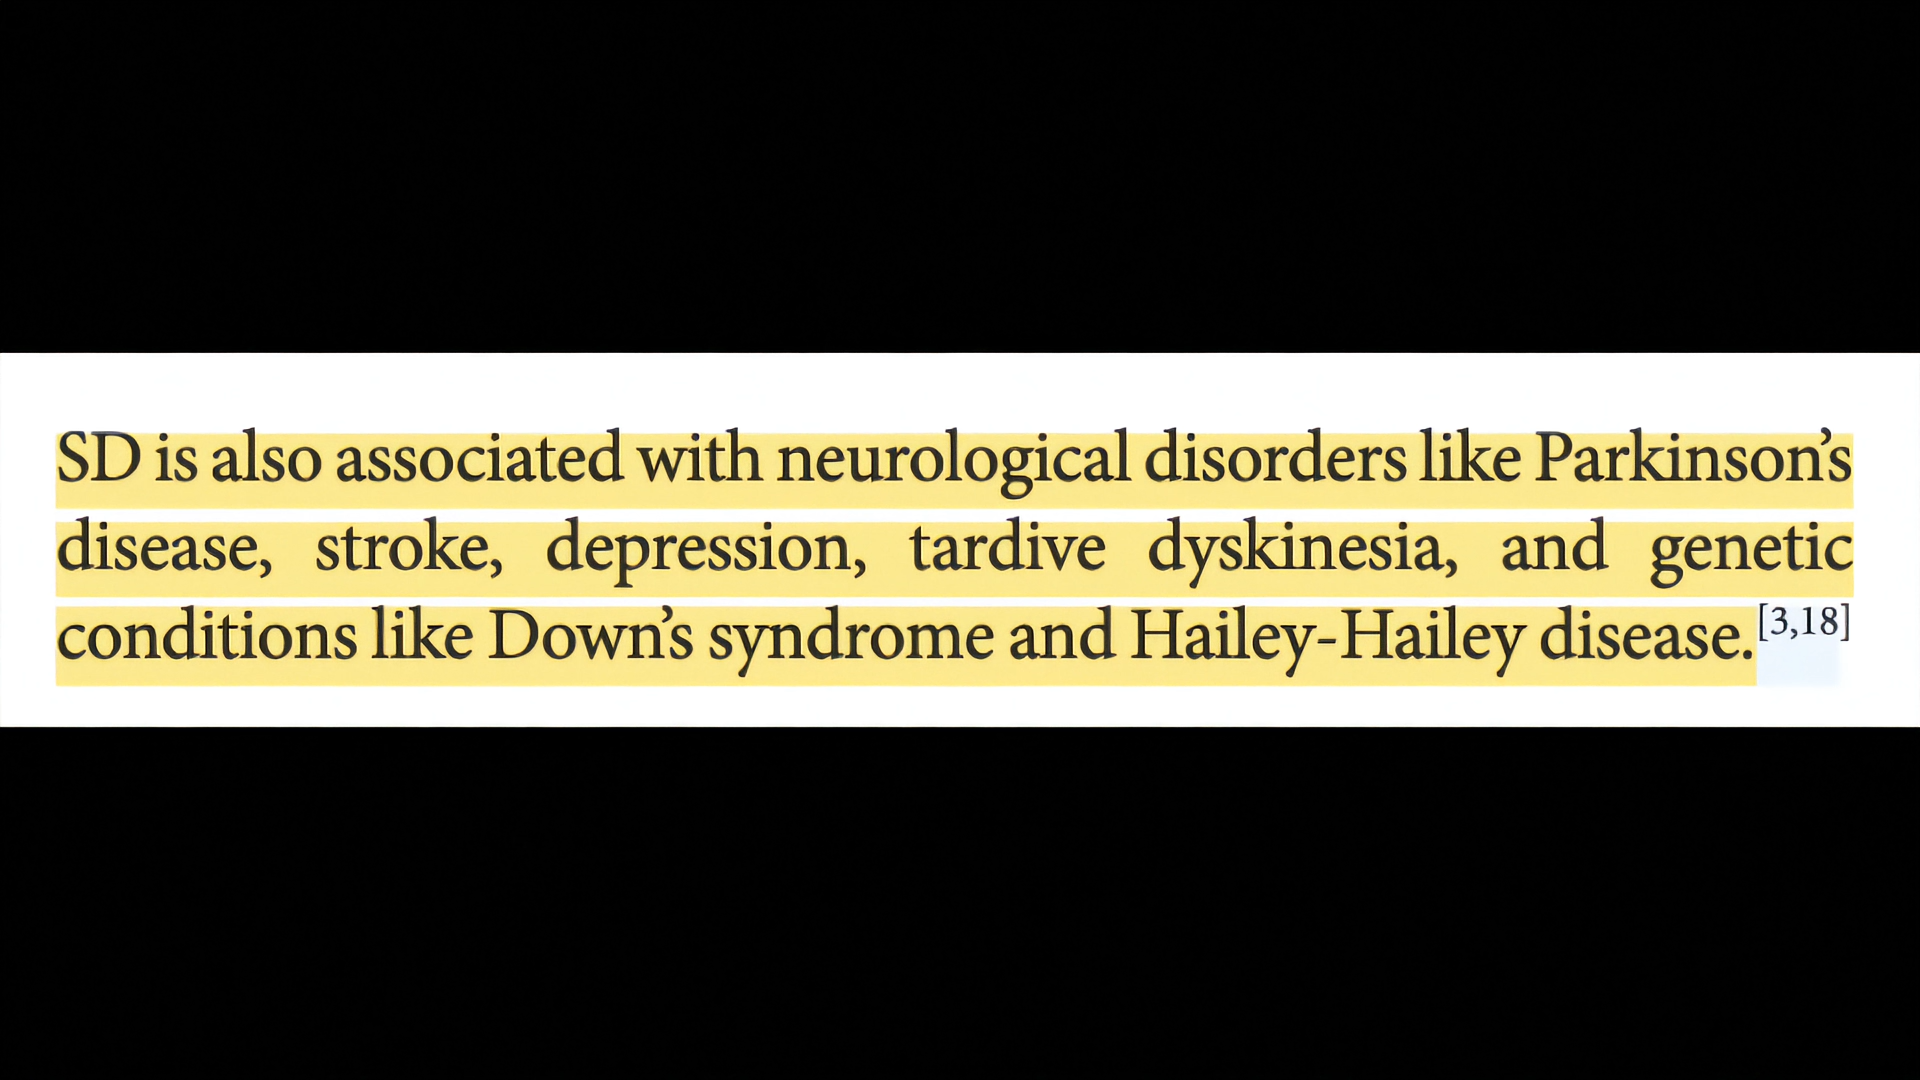 SD is also associated with neurological disorders like Parkinson’s
disease, stroke, depression, tardive dyskinesia, and genetic
conditions like Down’s syndrome and Hailey-Hailey disease.[3,18]